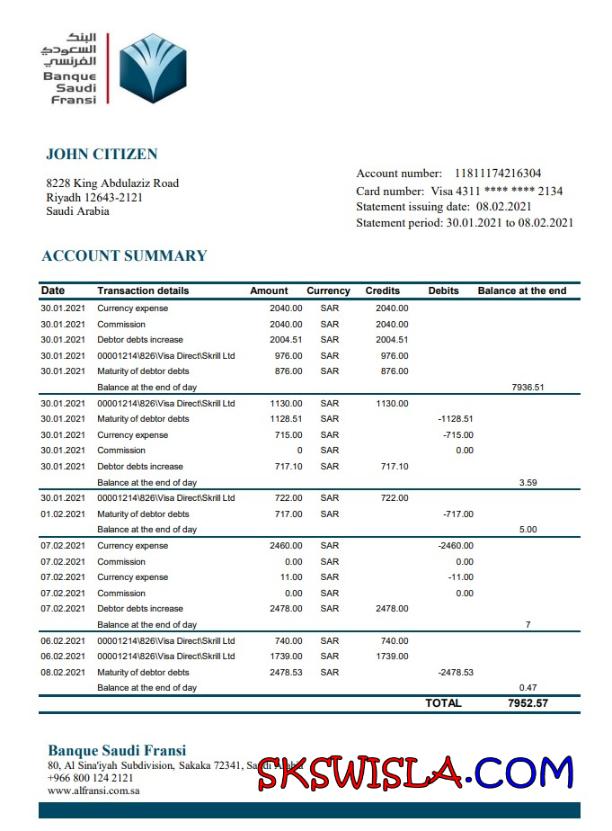 البنك
السعودي
الفرنسي
Banque
Saudi
Fransi
JOHN CITIZEN
8228 King Abdulaziz Road
Riyadh 12643-2121
Saudi Arabia
Account number: 11811174216304
Card number: Visa 4311 **** **** 2134
Statement issuing date: 08.02.2021
Statement period: 30.01.2021 to 08.02.2021
ACCOUNT SUMMARY
Date Transaction details Amount Currency Credits Debits Balance at the end
30.01.2021 Currency expense 2040.00 SAR 2040.00
30.01.2021 Commission 2040.00 SAR 2040.00
30.01.2021 Debtor debts increase 2004.51 SAR 2004.51
30.01.2021 00001214\826\Visa Direct\Skrill Ltd 976.00 SAR 976.00
30.01.2021 Maturity of debtor debts 876.00 SAR 876.00
Balance at the end of day 7936.51
30.01.2021 00001214\826\Visa Direct\Skrill Ltd 1130.00 SAR 1130.00
30.01.2021 Maturity of debtor debts 1128.51 SAR -1128.51
30.01.2021 Currency expense 715.00 SAR -715.00
30.01.2021 Commission 0 SAR 0.00
30.01.2021 Debtor debts increase 717.10 SAR 717.10
Balance at the end of day 3.59
30.01.2021 00001214\826\Visa Direct\Skrill Ltd 722.00 SAR 722.00
01.02.2021 Maturity of debtor debts 717.00 SAR -717.00
Balance at the end of day 5.00
07.02.2021 Currency expense 2460.00 SAR -2460.00
07.02.2021 Commission 0.00 SAR 0.00
07.02.2021 Currency expense 11.00 SAR -11.00
07.02.2021 Commission 0.00 SAR 0.00
07.02.2021 Debtor debts increase 2478.00 SAR 2478.00
Balance at the end of day 7
06.02.2021 00001214\826\Visa Direct\Skrill Ltd 740.00 SAR 740.00
06.02.2021 00001214\826\Visa Direct\Skrill Ltd 1739.00 SAR 1739.00
08.02.2021 Maturity of debtor debts 2478.53 SAR -2478.53
Balance at the end of day 0.47
TOTAL 7952.57
Banque Saudi Fransi
80, Al Sina'iyah Subdivision, Sakaka 72341, Saudi Arabia
+966 800 124 2121
www.alfransi.com.sa
SKSWISLA.COM